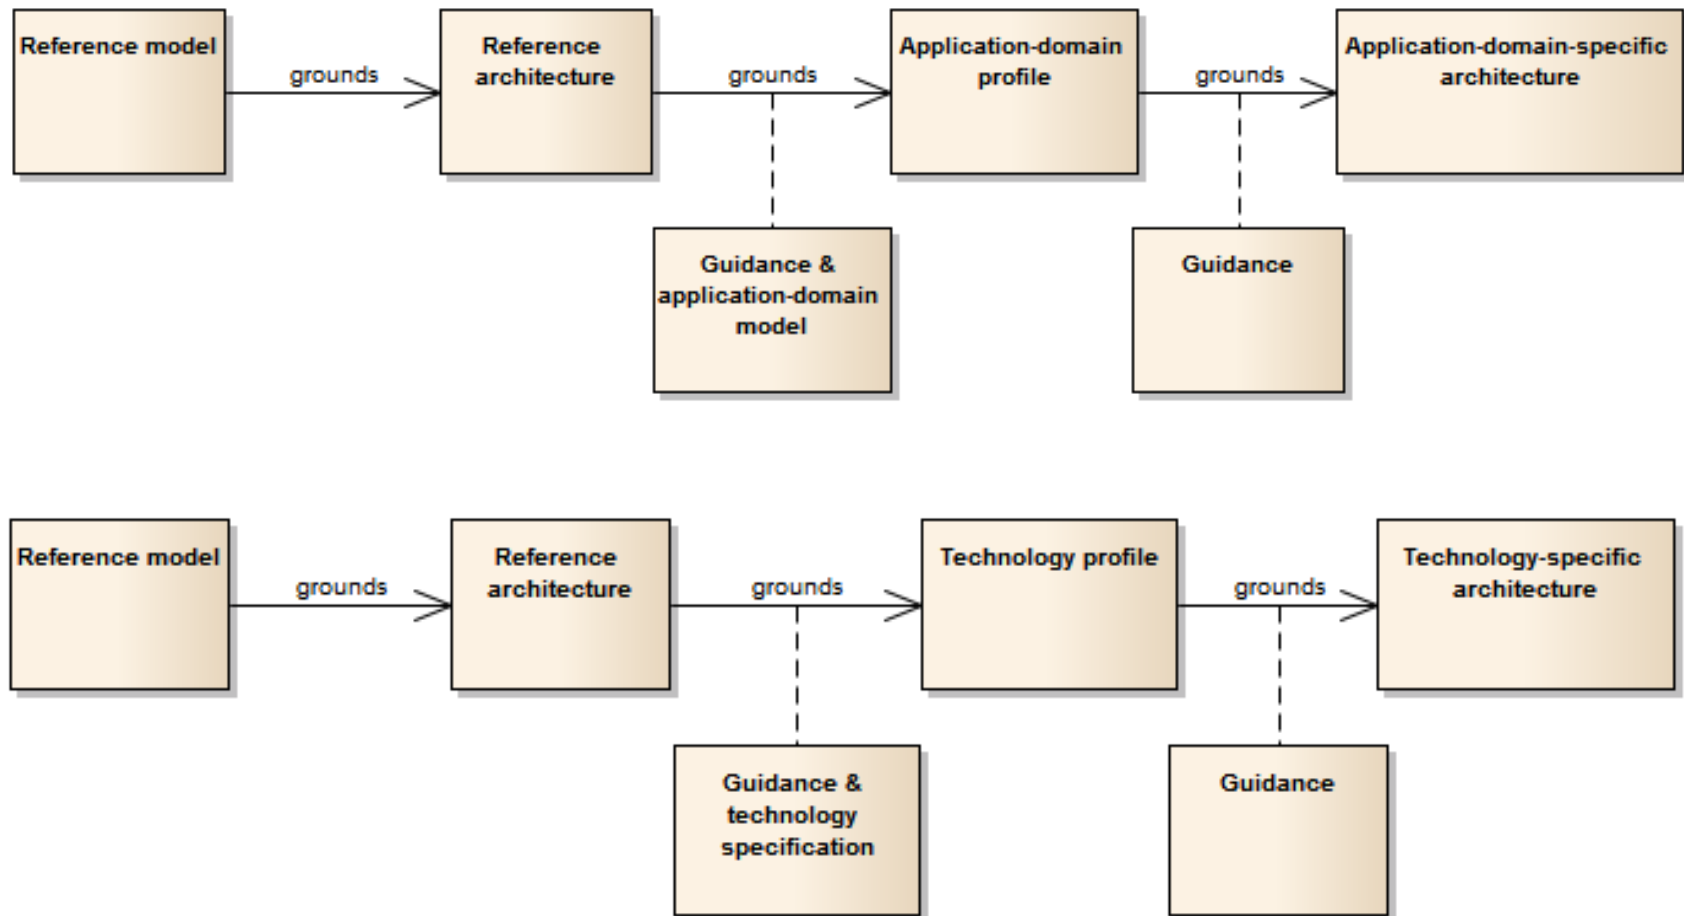 Reference model
grounds
Reference
architecture
grounds
Application-domain
profile
grounds
Application-domain-specific
architecture
Guidance &
application-domain
model
Guidance
Reference model
grounds
Reference
architecture
grounds
Technology profile
grounds
Technology-specific
architecture
Guidance &
technology
specification
Guidance